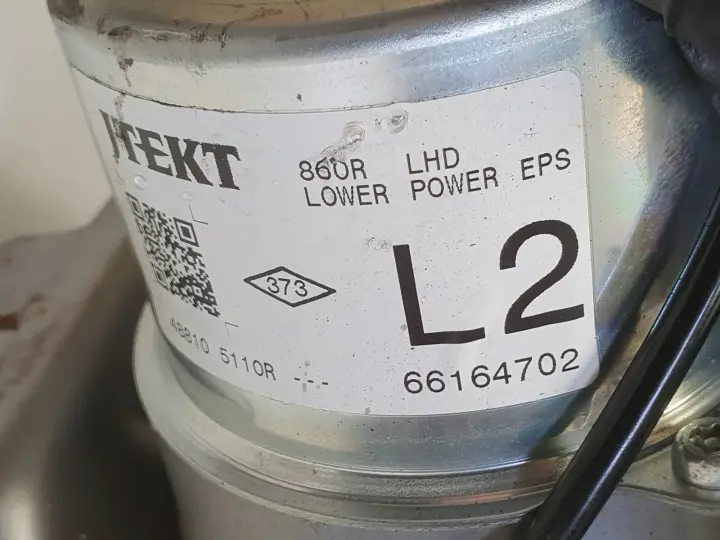 JTEKT
860R LHD
LOWER POWER EPS
L2
373
48810 5110R ---
66164702